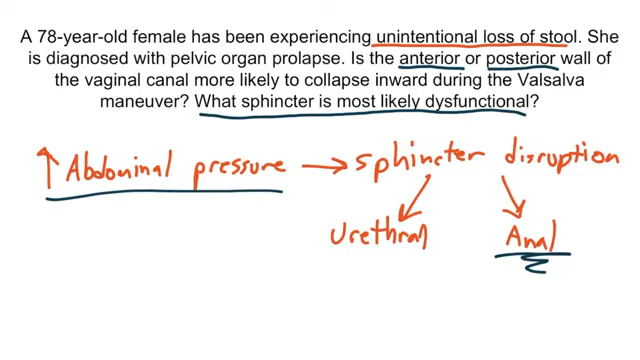 A 78-year-old female has been experiencing unintentional loss of stool. She
is diagnosed with pelvic organ prolapse. Is the anterior or posterior wall of
the vaginal canal more likely to collapse inward during the Valsalva
maneuver? What sphincter is most likely dysfunctional?
↑ Abdominal pressure → sphincter disruption
Urethral Anal